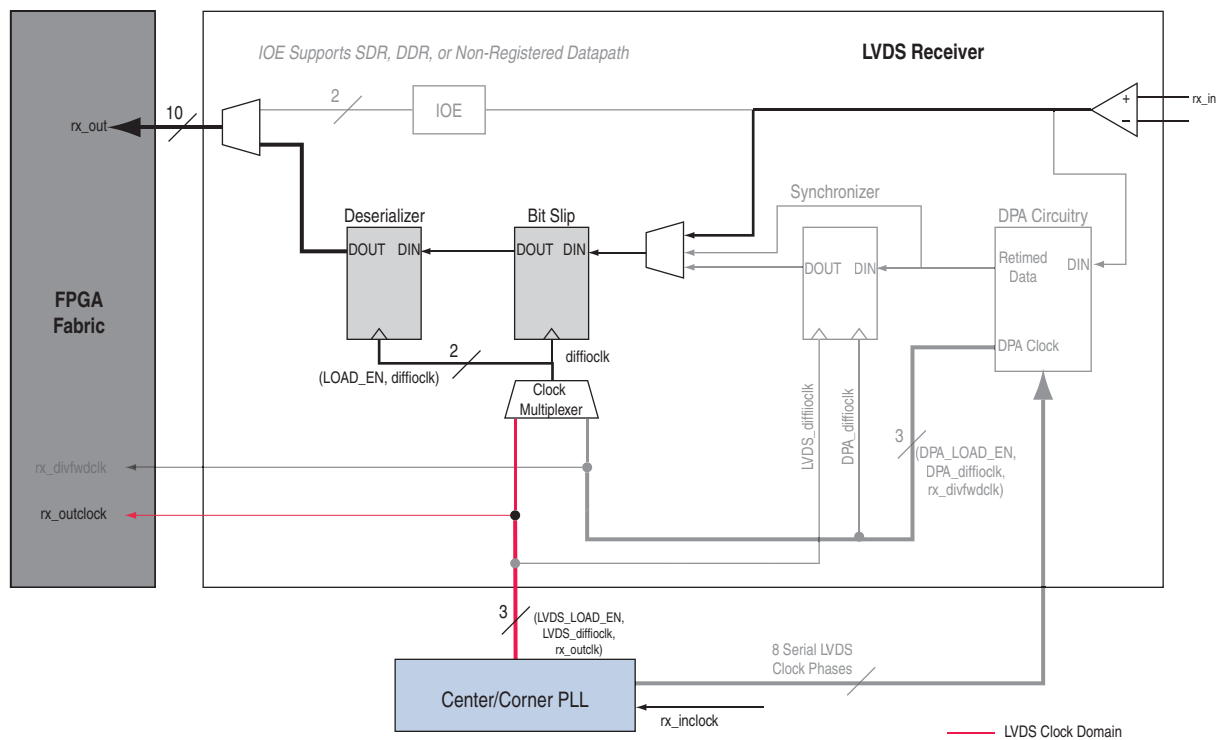 IOE Supports SDR, DDR, or Non-Registered Datapath
LVDS Receiver
2
IOE
+
–
rx_in
10
rx_out
Synchronizer
Deserializer
Bit Slip
DPA Circuitry
DOUT DIN
DOUT DIN
DOUT DIN
Retimed
Data
DIN
FPGA
Fabric
DPA Clock
2
diffioclk
(LOAD_EN, diffioclk)
Clock
Multiplexer
LVDS_diffiioclk
DPA_diffioclk
3
(DPA_LOAD_EN,
DPA_diffioclk,
rx_divfwdclk)
rx_divfwdclk
rx_outclock
3
(LVDS_LOAD_EN,
LVDS_diffioclk,
rx_outclk)
8 Serial LVDS
Clock Phases
Center/Corner PLL
rx_inclock
LVDS Clock Domain